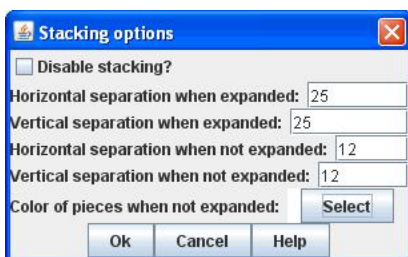 Stacking options
Disable stacking?
Horizontal separation when expanded: 25
Vertical separation when expanded: 25
Horizontal separation when not expanded: 12
Vertical separation when not expanded: 12
Color of pieces when not expanded: Select
Ok Cancel Help